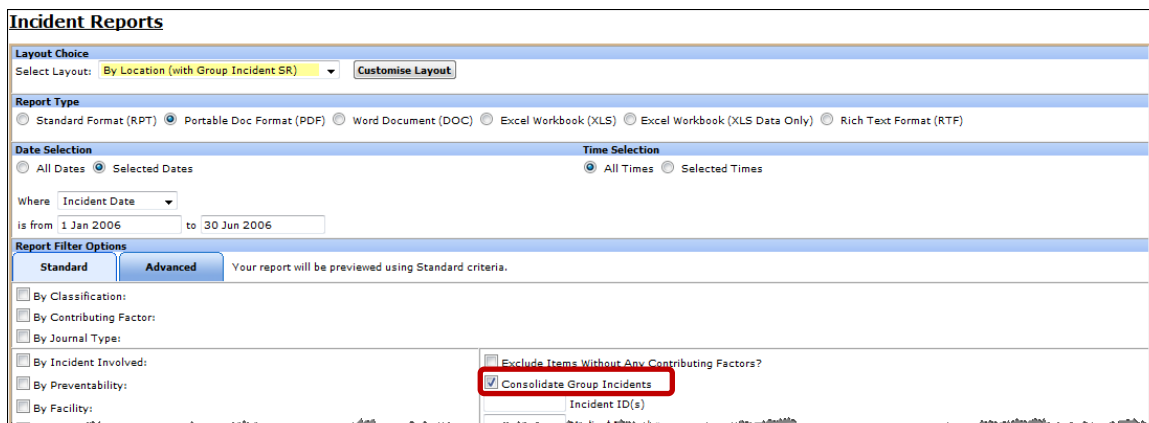 Incident Reports
Layout Choice
Select Layout: By Location (with Group Incident SR) Customise Layout
Report Type
Standard Format (RPT) Portable Doc Format (PDF) Word Document (DOC) Excel Workbook (XLS) Excel Workbook (XLS Data Only) Rich Text Format (RTF)
Date Selection Time Selection
All Dates Selected Dates All Times Selected Times
Where Incident Date
is from 1 Jan 2006 to 30 Jun 2006
Report Filter Options
Standard Advanced Your report will be previewed using Standard criteria.
By Classification:
By Contributing Factor:
By Journal Type:
By Incident Involved: Exclude Items Without Any Contributing Factors?
By Preventability: Consolidate Group Incidents
By Facility: Incident ID(s)